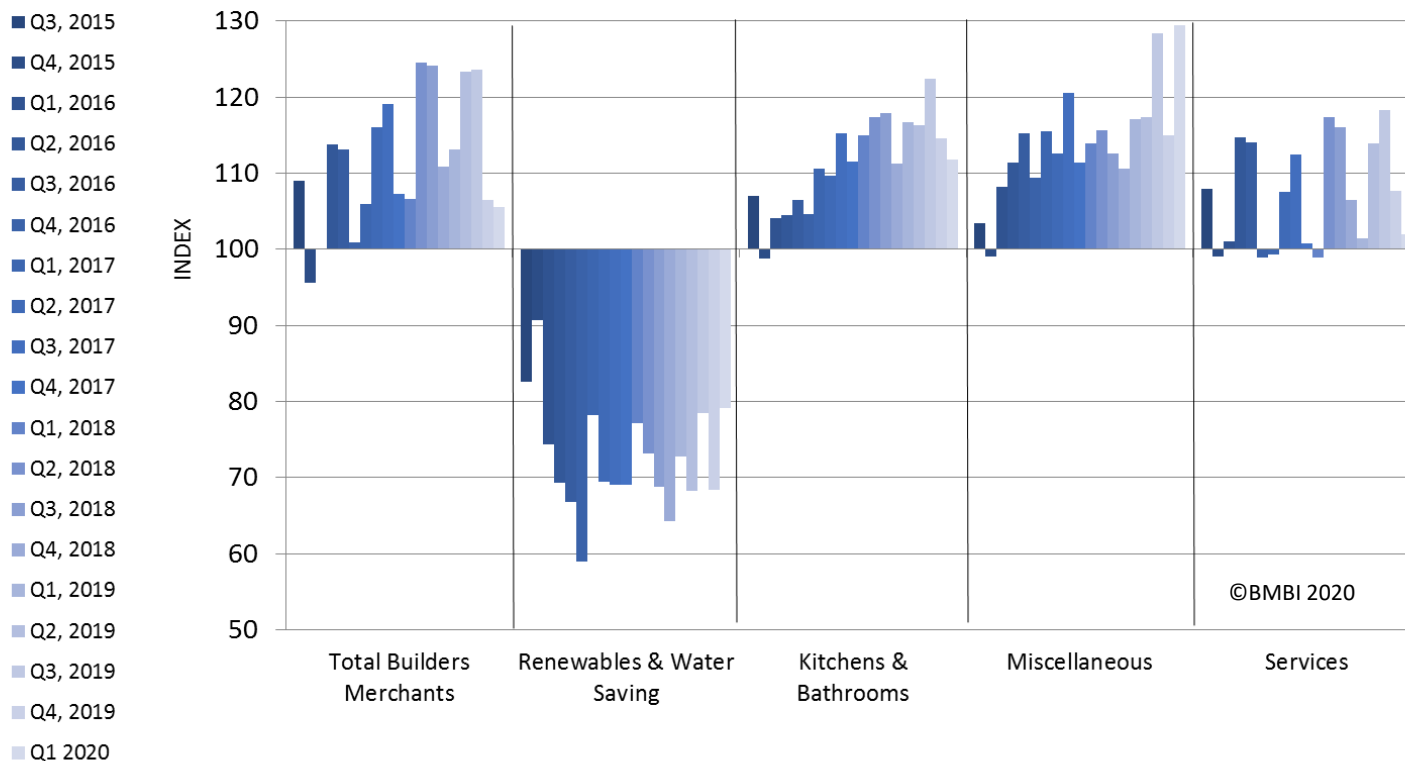 Q3, 2015
Q4, 2015
Q1, 2016
Q2, 2016
Q3, 2016
Q4, 2016
Q1, 2017
Q2, 2017
Q3, 2017
Q4, 2017
Q1, 2018
Q2, 2018
Q3, 2018
Q4, 2018
Q1, 2019
Q2, 2019
Q3, 2019
Q4, 2019
Q1 2020
INDEX
130
120
110
100
90
80
70
60
50
©BMBI 2020
Total Builders
Merchants
Renewables & Water
Saving
Kitchens &
Bathrooms
Miscellaneous
Services